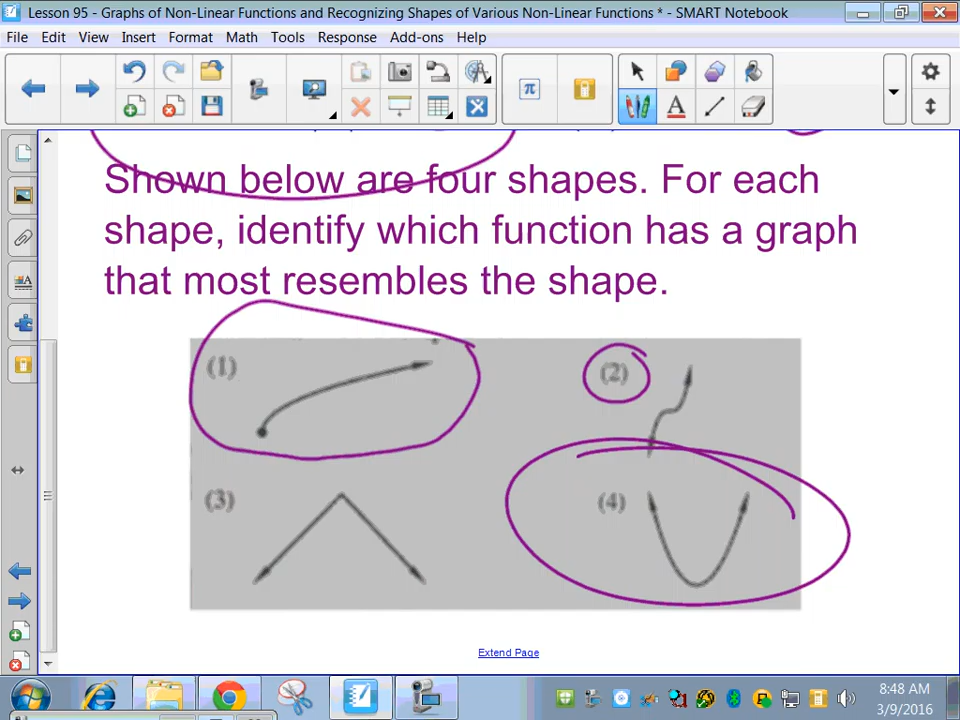 Lesson 95 - Graphs of Non-Linear Functions and Recognizing Shapes of Various Non-Linear Functions * - SMART Notebook
File Edit View Insert Format Math Tools Response Add-ons Help
Shown below are four shapes. For each
shape, identify which function has a graph
that most resembles the shape.
(1)
(2)
(3)
(4)
Extend Page
8:48 AM
3/9/2016